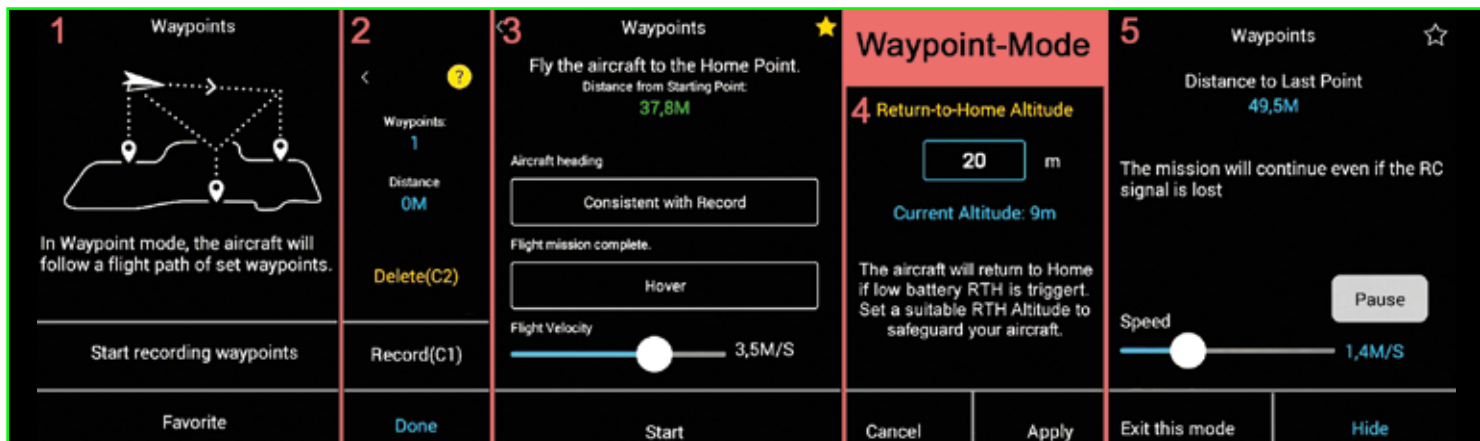 1
Waypoints
In Waypoint mode, the aircraft will
follow a flight path of set waypoints.
Start recording waypoints
Favorite
2
<
?
Waypoints:
1
Distance
0M
Delete(C2)
Record(C1)
Done
<
3
Waypoints
Fly the aircraft to the Home Point.
Distance from Starting Point:
37,8M
Aircraft heading
Consistent with Record
Flight mission complete.
Hover
Flight Velocity
3,5M/S
Start
Waypoint-Mode
4
Return-to-Home Altitude
20 m
Current Altitude: 9m
The aircraft will return to Home
if low battery RTH is triggert.
Set a suitable RTH Altitude to
safeguard your aircraft.
Cancel Apply
5
Waypoints
Distance to Last Point
49,5M
The mission will continue even if the RC
signal is lost
Pause
Speed
1,4M/S
Exit this mode Hide